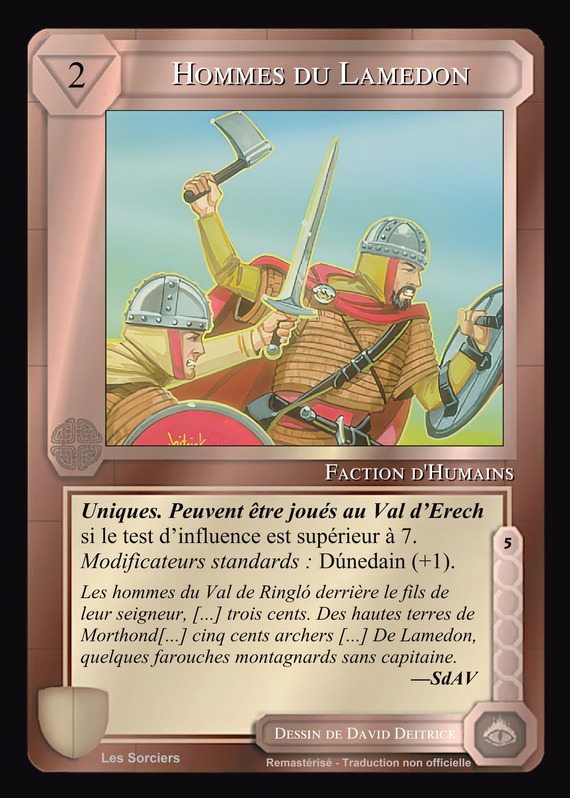 2
Hommes du Lamedon
Faction d'Humains
Uniques. Peuvent être joués au Val d'Erech
si le test d'influence est supérieur à 7.
Modificateurs standards : Dúnedain (+1).
5
Les hommes du Val de Ringló derrière le fils de
leur seigneur, [...] trois cents. Des hautes terres de
Morthond[...] cinq cents archers [...] De Lamedon,
quelques farouches montagnards sans capitaine.
—SdAV
Dessin de David Deitrick
Les Sorciers
Remastérisé - Traduction non officielle